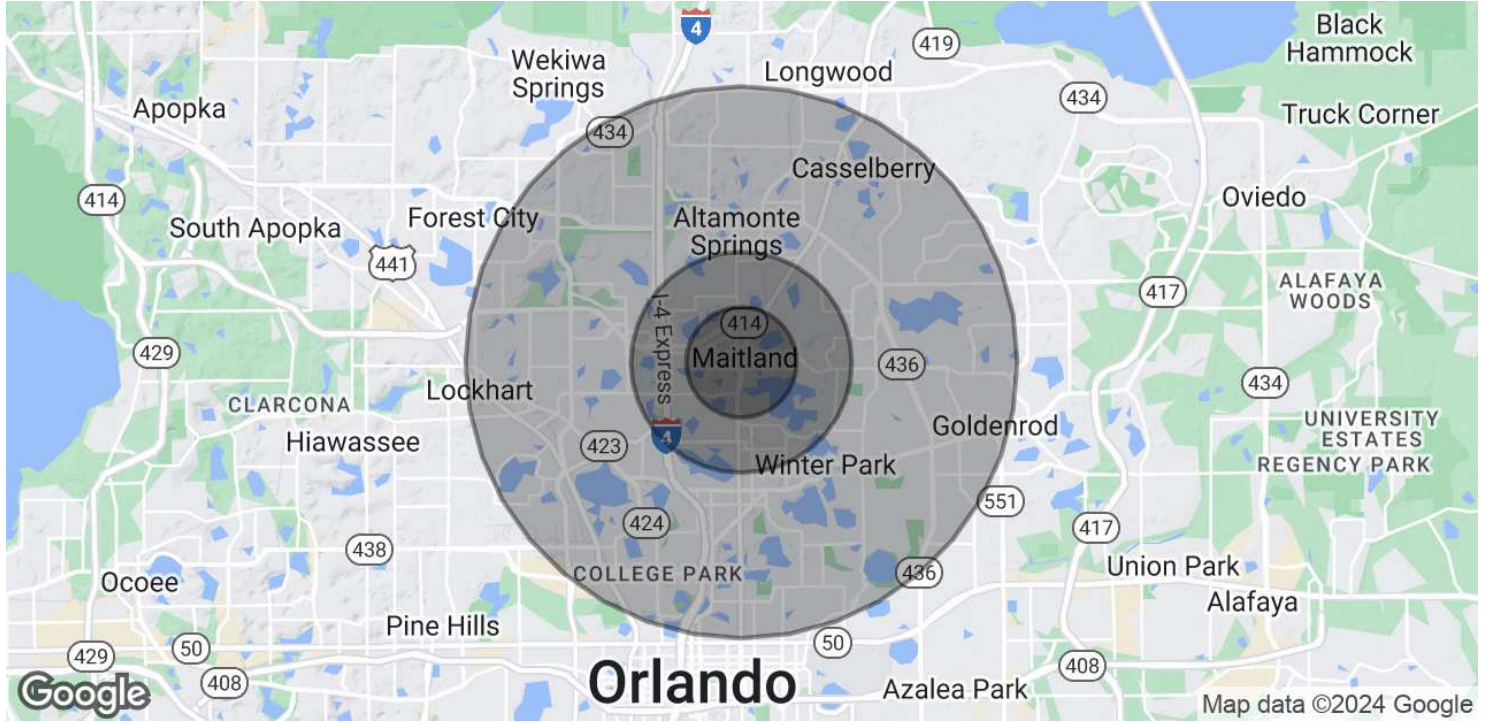 4
419
Black
Hammock
Wekiwa
Springs
Longwood
434
Apopka
Truck Corner
434
Casselberry
414
Oviedo
South Apopka
Forest City
Altamonte
Springs
441
417
ALAFAYA
WOODS
I-4 Express
414
429
Maitland
436
434
Lockhart
CLARCONA
Goldenrod
UNIVERSITY
ESTATES
Hiawassee
423
4
Winter Park
REGENCY PARK
551
424
417
438
COLLEGE PARK
436
Union Park
Ocoee
Alafaya
Pine Hills
50
50
429
408
408
Orlando
Azalea Park
Google
Map data ©2024 Google